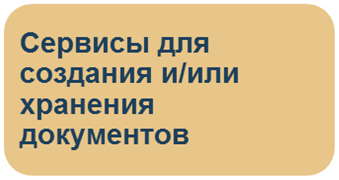 Сервисы для
создания и/или
хранения
документов